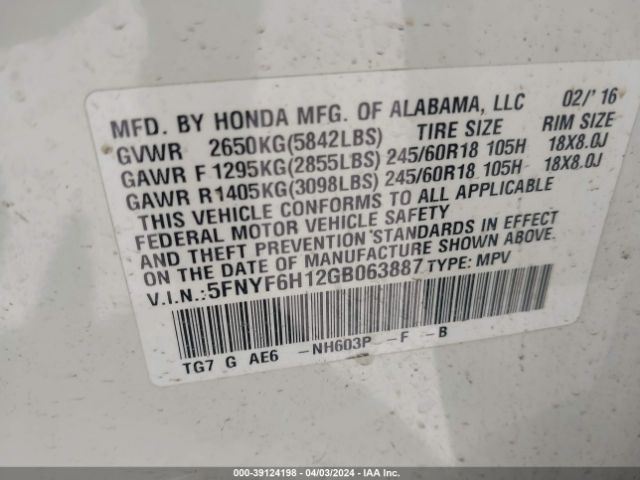 MFD. BY HONDA MFG. OF ALABAMA, LLC 02/' 16
GVWR 2650KG(5842LBS) TIRE SIZE RIM SIZE
GAWR F 1295KG(2855LBS) 245/60R18 105H 18X8.0J
GAWR R1405KG(3098LBS) 245/60R18 105H 18X8.0J
THIS VEHICLE CONFORMS TO ALL APPLICABLE
FEDERAL MOTOR VEHICLE SAFETY
AND THEFT PREVENTION STANDARDS IN EFFECT
ON THE DATE OF MANUFACTURE SHOWN ABOVE.
V.I.N.:5FNYF6H12GB063887 TYPE: MPV
TG7 G AE6 -NH603P -F -B
000-39124198 - 04/03/2024 - IAA Inc.